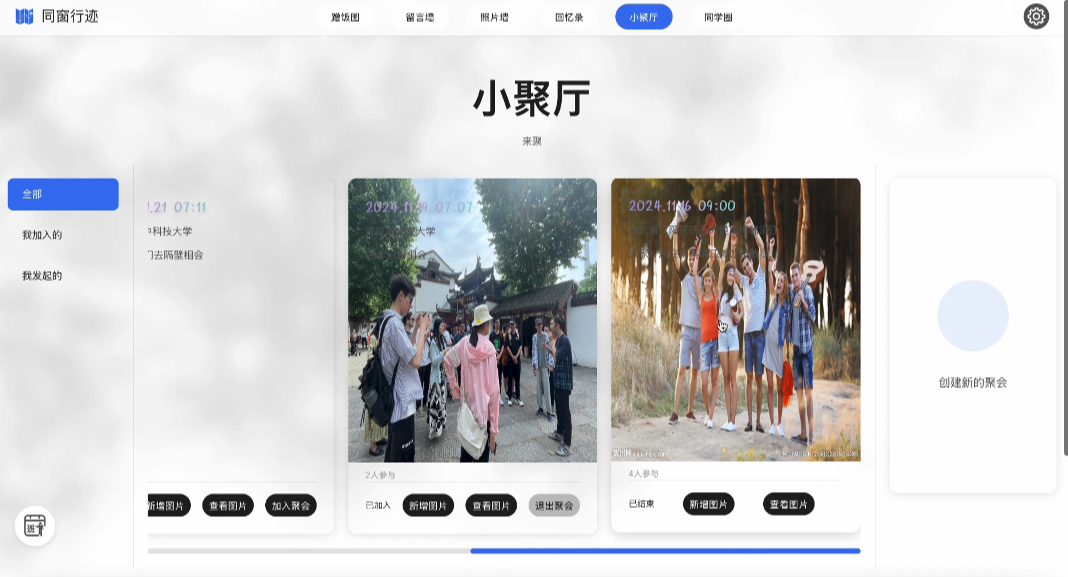 同窗行迹
蹭饭图
留言墙
照片墙
回忆录
小聚厅
同学圈
小聚厅
来聚
全部
我加入的
我发起的
.21 07:11
科技大学
去隔壁相会
新增图片
查看图片
加入聚会
2024.11.19 07:07
大学
2人参与
已加入
新增图片
查看图片
退出聚会
2024.11.16 09:00
4人参与
已结束
新增图片
查看图片
创建新的聚会